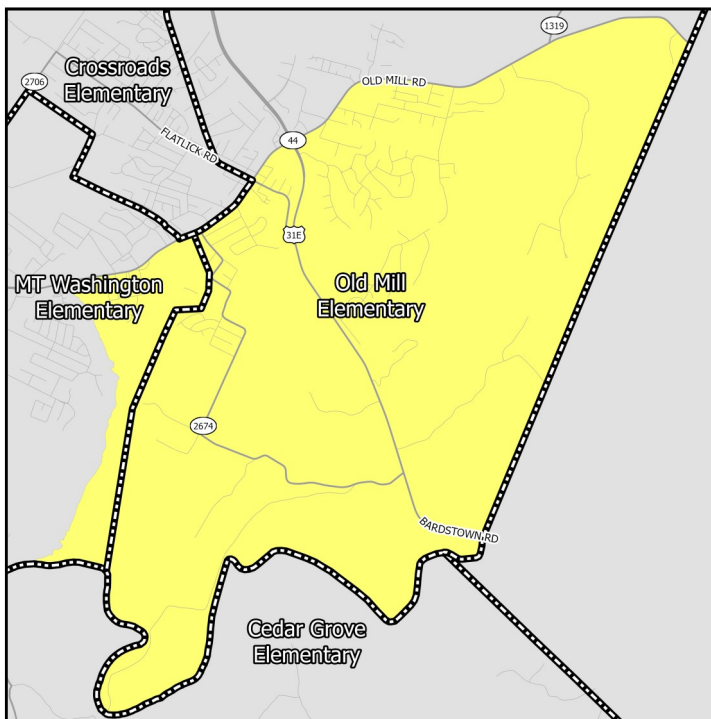 1319
2706
Crossroads
Elementary
OLD MILL RD
FLATLICK RD
44
31E
MT Washington
Elementary
Old Mill
Elementary
2674
BARDSTOWN RD
Cedar Grove
Elementary